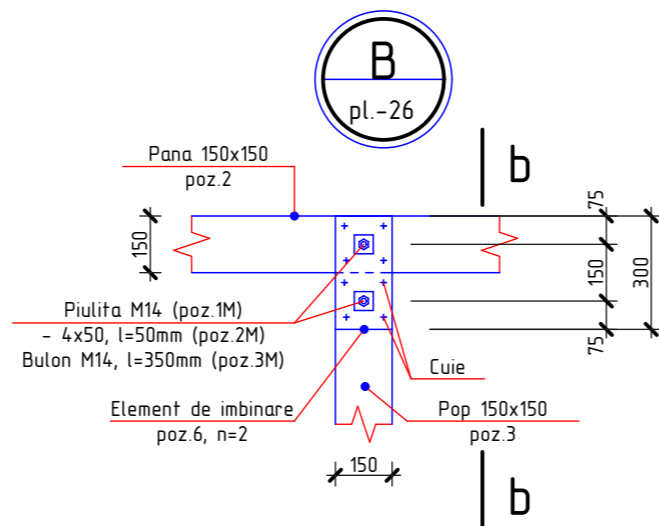 B
pl.-26
Pana 150x150
poz.2
b
75
150
150
300
75
Piulita M14 (poz.1M)
- 4x50, l=50mm (poz.2M)
Bulon M14, l=350mm (poz.3M)
Cuie
Element de imbinare
poz.6, n=2
Pop 150x150
poz.3
150
b